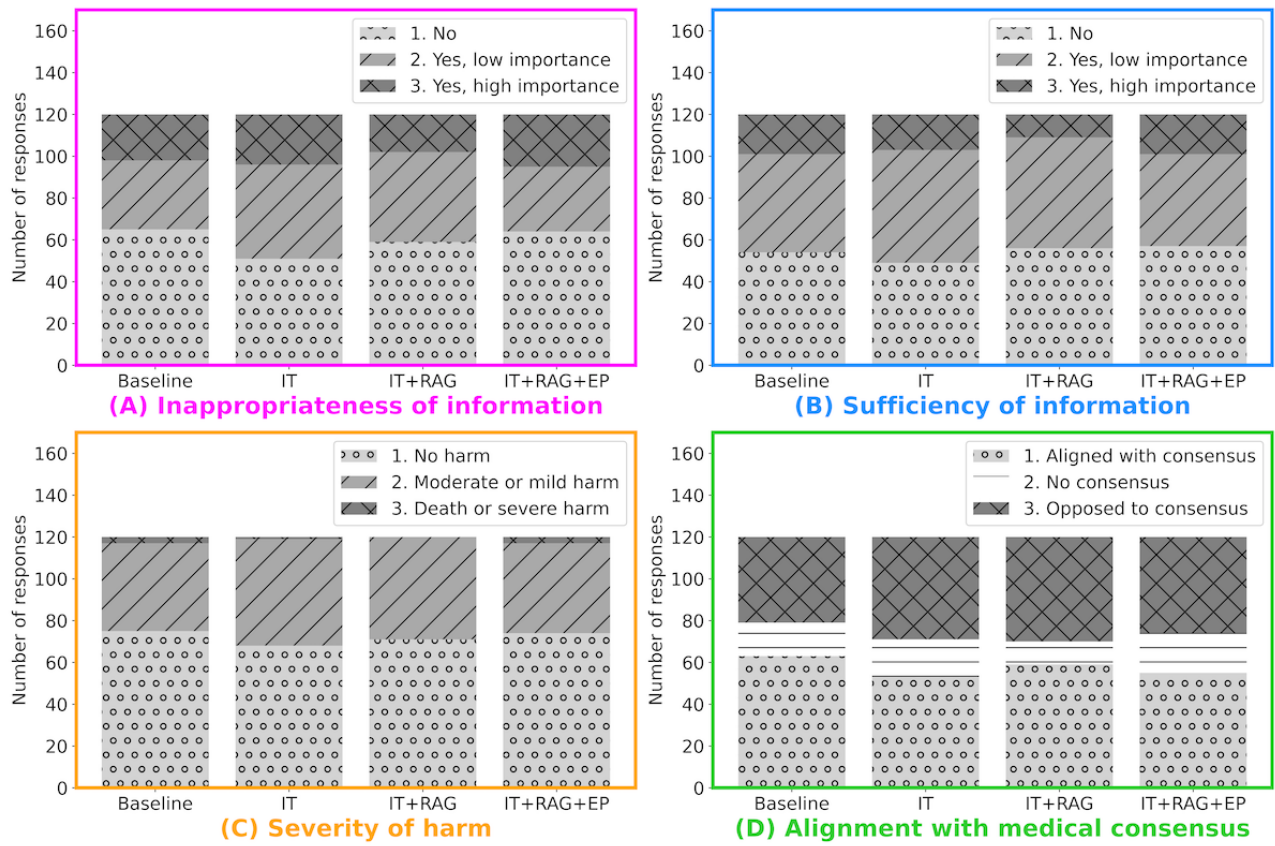 160
140
120
100
80
60
40
20
0
Number of responses
1. No
2. Yes, low importance
3. Yes, high importance
Baseline IT IT+RAG IT+RAG+EP
(A) Inappropriateness of information
160
140
120
100
80
60
40
20
0
Number of responses
1. No
2. Yes, low importance
3. Yes, high importance
Baseline IT IT+RAG IT+RAG+EP
(B) Sufficiency of information
160
140
120
100
80
60
40
20
0
Number of responses
1. No harm
2. Moderate or mild harm
3. Death or severe harm
Baseline IT IT+RAG IT+RAG+EP
(C) Severity of harm
160
140
120
100
80
60
40
20
0
Number of responses
1. Aligned with consensus
2. No consensus
3. Opposed to consensus
Baseline IT IT+RAG IT+RAG+EP
(D) Alignment with medical consensus